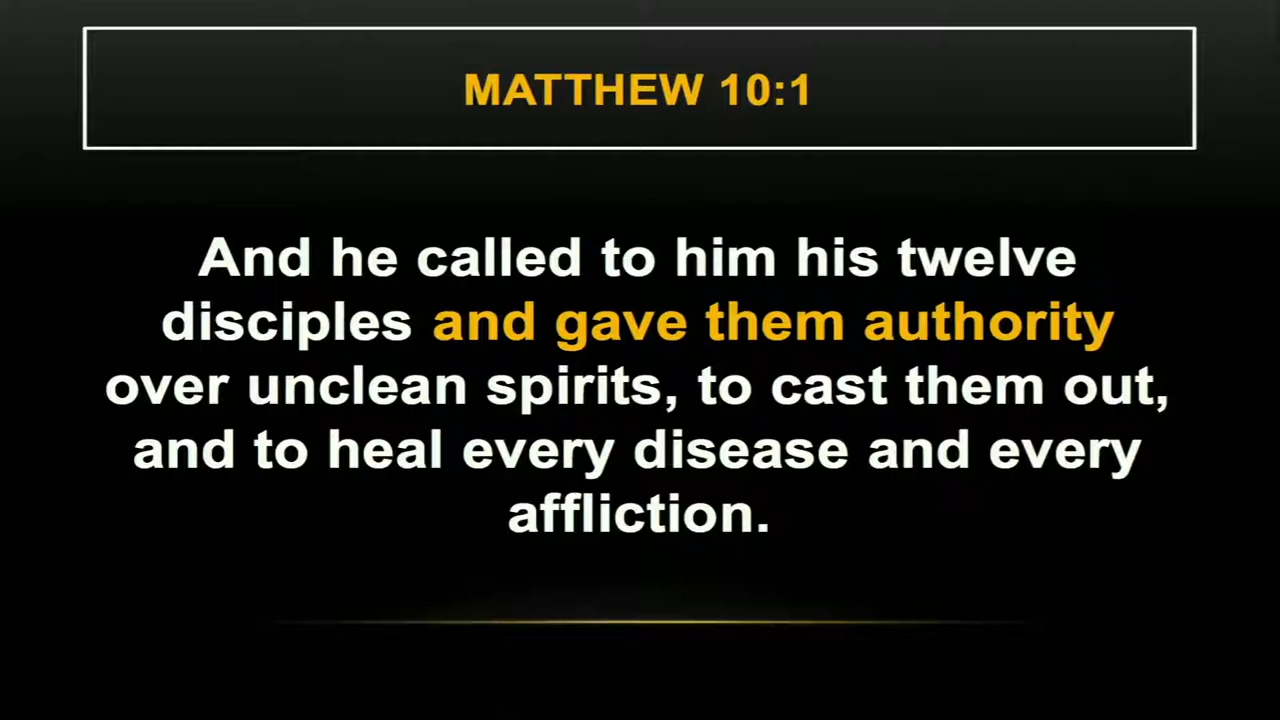 MATTHEW 10:1
And he called to him his twelve
disciples and gave them authority
over unclean spirits, to cast them out,
and to heal every disease and every
affliction.